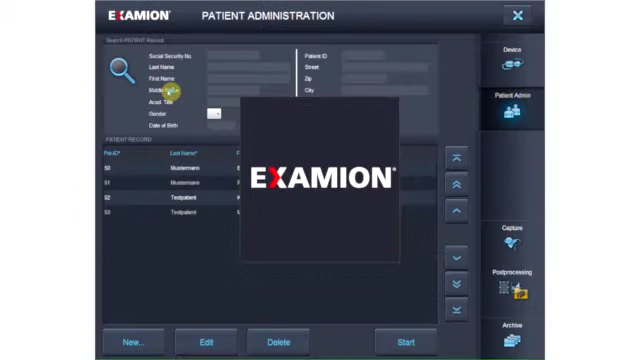 EXAMION® PATIENT ADMINISTRATION
Search PATIENT Record
Social Security No
Last Name
First Name
Middle
Acad. Title
Gender
Date of Birth
Patient ID
Street
Zip
City
PATIENT RECORD
Pat-ID* Last Name*
50 Mustermann
51 Mustermann
52 Testpatient
53 Testpatient
EXAMION®
New... Edit Delete Start
Device
Patient Admin
Capture
Postprocessing
Archive